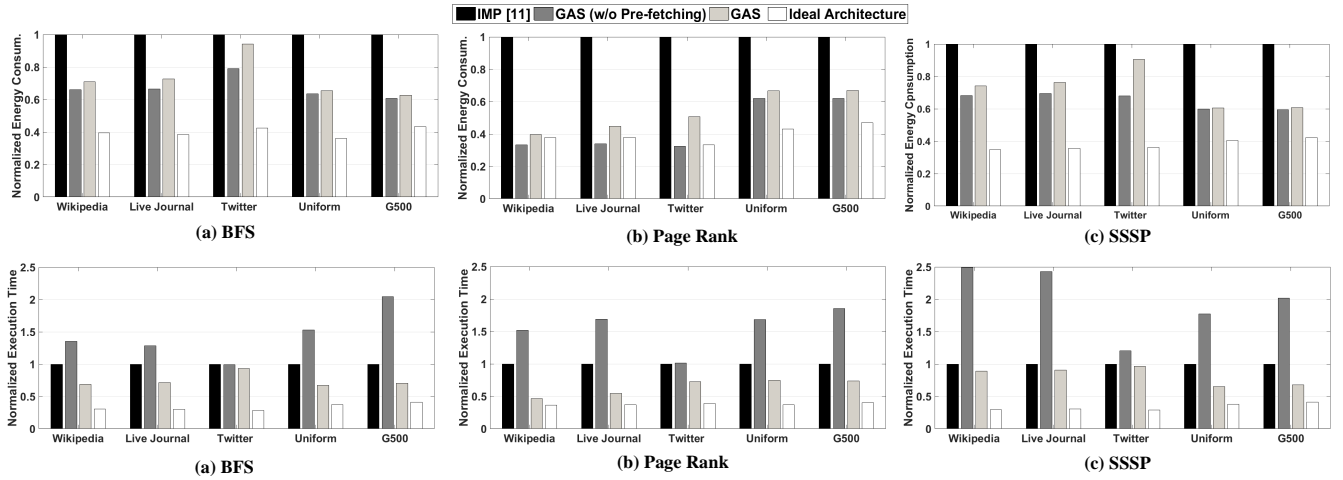 IMP [11] GAS (w/o Pre-fetching) GAS Ideal Architecture
Normalized Energy Consum.
1
0.8
0.6
0.4
0.2
0
Wikipedia Live Journal Twitter Uniform G500
(a) BFS
Normalized Energy Consum.
1
0.8
0.6
0.4
0.2
0
Wikipedia Live Journal Twitter Uniform G500
(b) Page Rank
Normalized Energy Cpnsumption
1
0.8
0.6
0.4
0.2
0
Wikipedia Live Journal Twitter Uniform G500
(c) SSSP
Normalized Execution Time
2.5
2
1.5
1
0.5
0
Wikipedia Live Journal Twitter Uniform G500
(a) BFS
Normalized Execution Time
2.5
2
1.5
1
0.5
0
Wikipedia Live Journal Twitter Uniform G500
(b) Page Rank
Normalized Execution Time
2.5
2
1.5
1
0.5
0
Wikipedia Live Journal Twitter Uniform G500
(c) SSSP